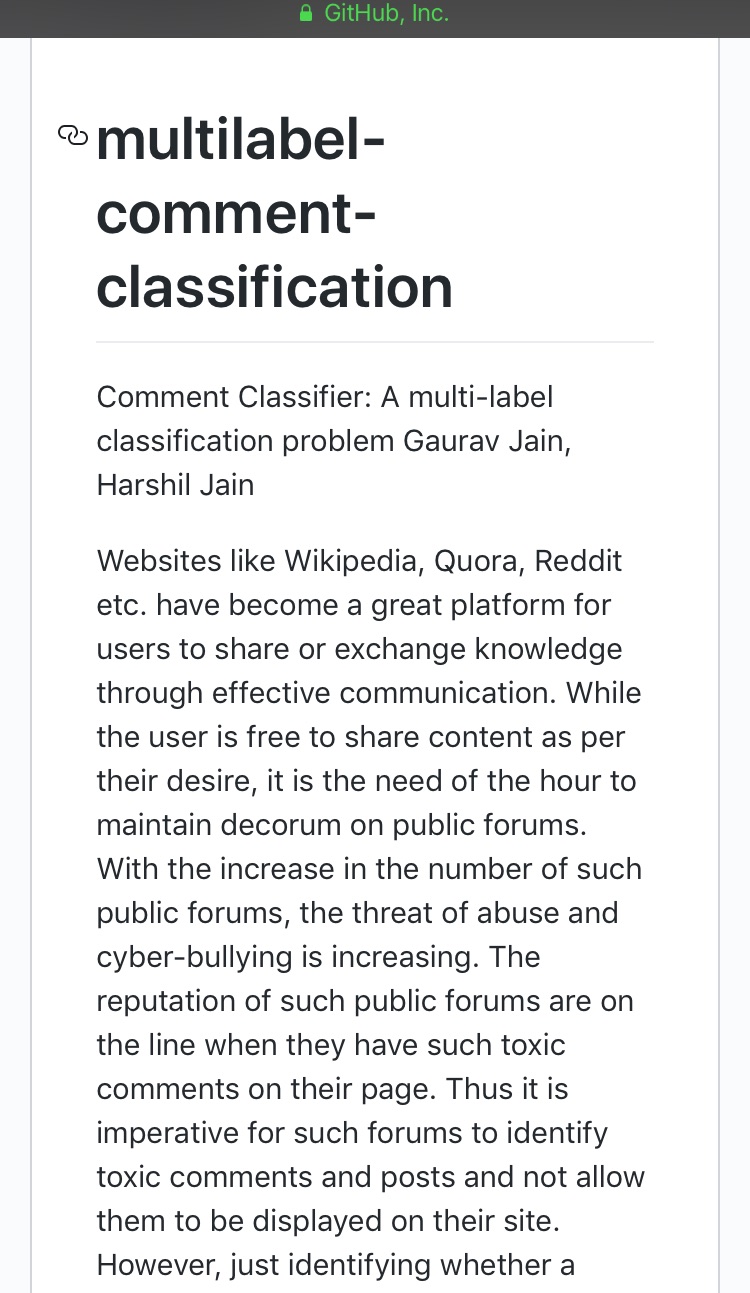 GitHub, Inc.
multilabel-
comment-
classification
Comment Classifier: A multi-label
classification problem Gaurav Jain,
Harshil Jain
Websites like Wikipedia, Quora, Reddit
etc. have become a great platform for
users to share or exchange knowledge
through effective communication. While
the user is free to share content as per
their desire, it is the need of the hour to
maintain decorum on public forums.
With the increase in the number of such
public forums, the threat of abuse and
cyber-bullying is increasing. The
reputation of such public forums are on
the line when they have such toxic
comments on their page. Thus it is
imperative for such forums to identify
toxic comments and posts and not allow
them to be displayed on their site.
However, just identifying whether a